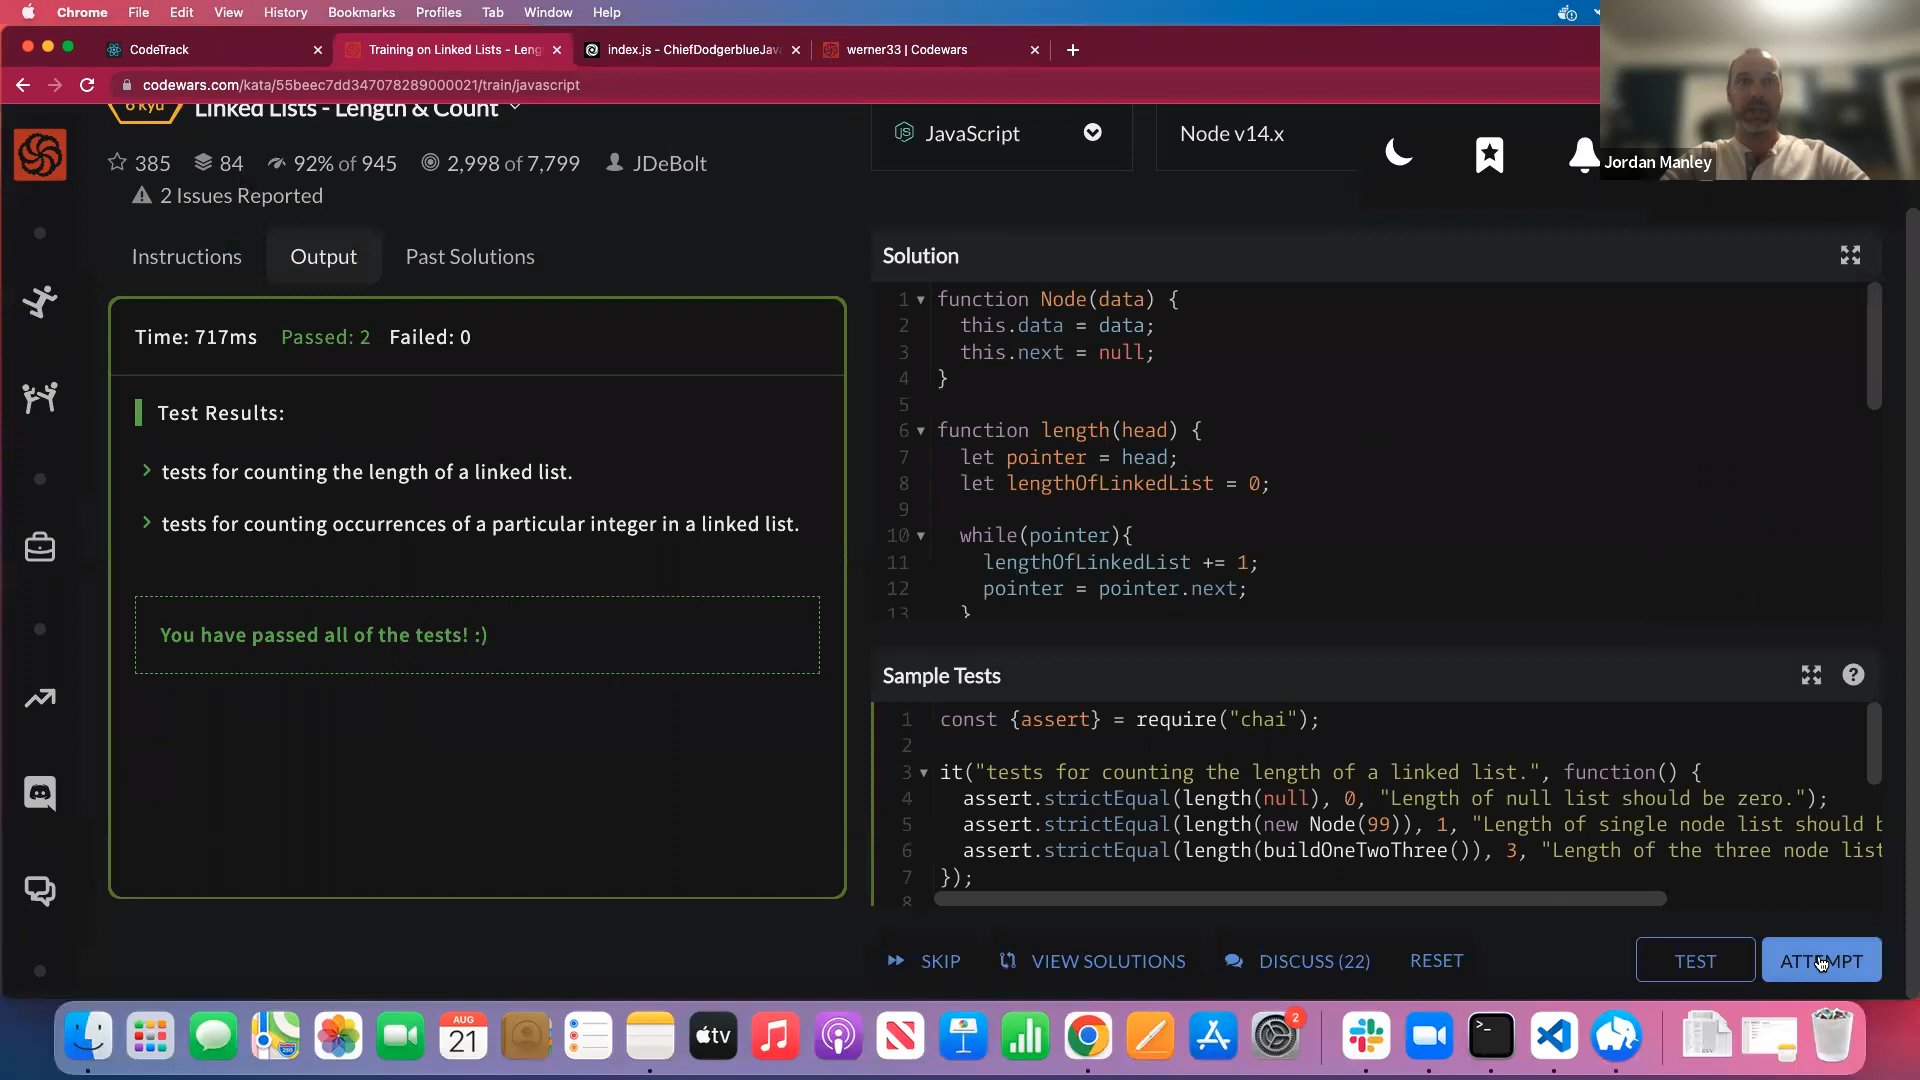 Chrome File Edit View History Bookmarks Profiles Tab Window Help
CodeTrack
Training on Linked Lists - Leng
index.js - ChiefDodgerblueJav
werner33 | Codewars
codewars.com/kata/55beec7dd347078289000021/train/javascript
Jordan Manley
6 kyu
Linked Lists - Length & Count
385 84 92% of 945 2,998 of 7,799 JDeBolt
2 Issues Reported
JavaScript
Node v14.x
Instructions Output Past Solutions
Time: 717ms Passed: 2 Failed: 0
Test Results:
tests for counting the length of a linked list.
tests for counting occurrences of a particular integer in a linked list.
You have passed all of the tests! :)
Solution
1 function Node(data) {
2 this.data = data;
3 this.next = null;
4 }
5
6 function length(head) {
7 let pointer = head;
8 let lengthOfLinkedList = 0;
9
10 while(pointer){
11 lengthOfLinkedList += 1;
12 pointer = pointer.next;
13 }
Sample Tests
?
1 const {assert} = require("chai");
2
3 it("tests for counting the length of a linked list.", function() {
4 assert.strictEqual(length(null), 0, "Length of null list should be zero.");
5 assert.strictEqual(length(new Node(99)), 1, "Length of single node list should b
6 assert.strictEqual(length(buildOneTwoThree()), 3, "Length of the three node list
7 });
8
SKIP VIEW SOLUTIONS DISCUSS (22) RESET TEST ATTEMPT
AUG
21
280
tv
2
>_
CSV